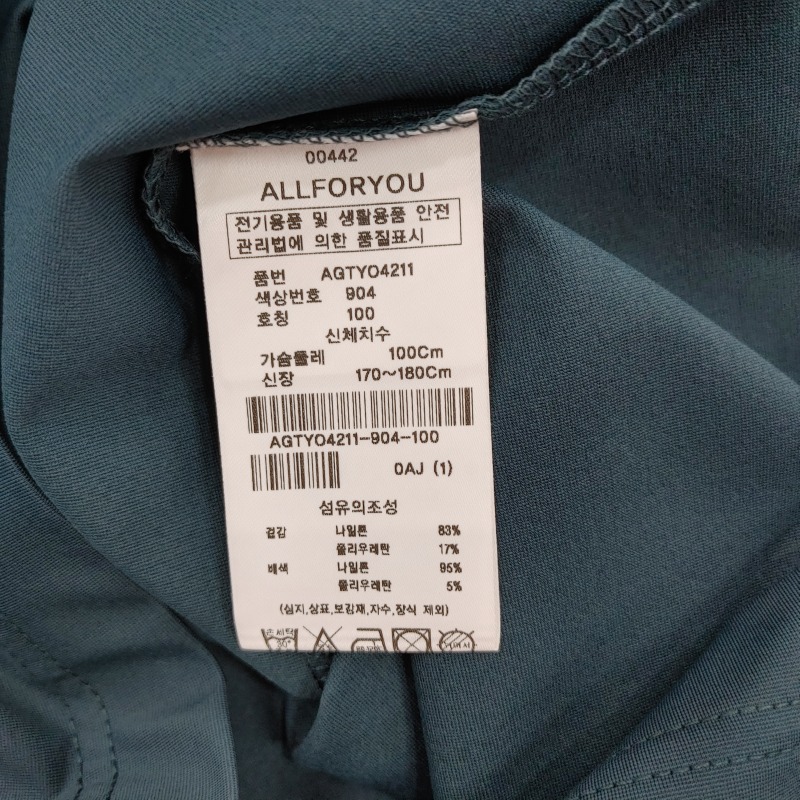 00442
ALLFORYOU
전기용품 및 생활용품 안전
관리법에 의한 품질표시
품번 AGTYO4211
색상번호 904
호칭 100
신체치수
가슴둘레 100Cm
신장 170~180Cm
AGTYO4211-904-100
0AJ (1)
섬유의조성
겉감 나일론 83%
폴리우레탄 17%
배색 나일론 95%
폴리우레탄 5%
(심지,상표,보강재,자수,장식 제외)
손세탁
30°